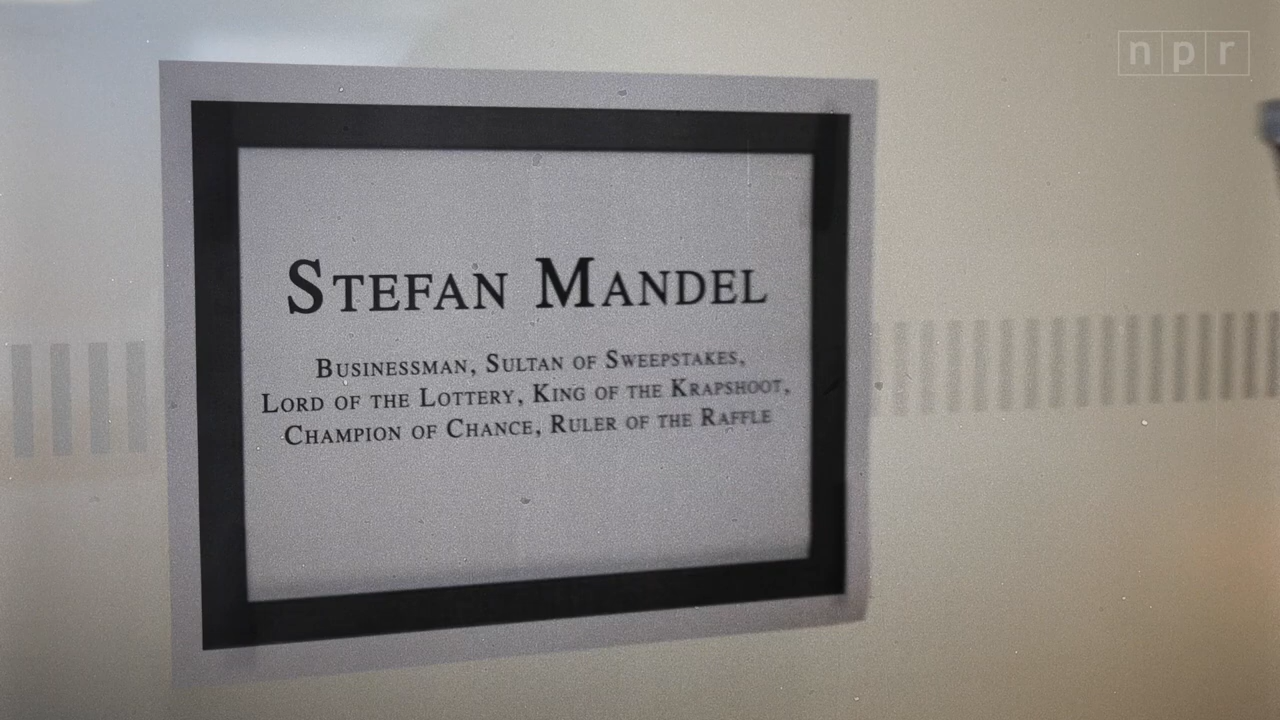 npr
STEFAN MANDEL
BUSINESSMAN, SULTAN OF SWEEPSTAKES,
LORD OF THE LOTTERY, KING OF THE KRAPSHOOT,
CHAMPION OF CHANCE, RULER OF THE RAFFLE